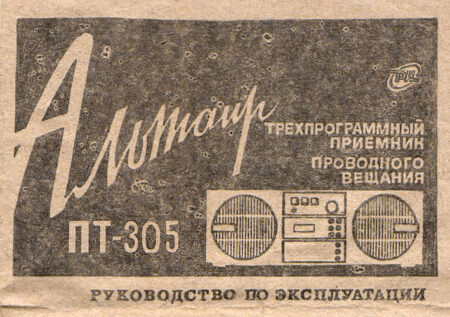 Альтаир
ТРЕХПРОГРАММНЫЙ
ПРИЕМНИК
ПРОВОДНОГО
ВЕЩАНИЯ
ПТ-305
РУКОВОДСТВО ПО ЭКСПЛУАТАЦИИ